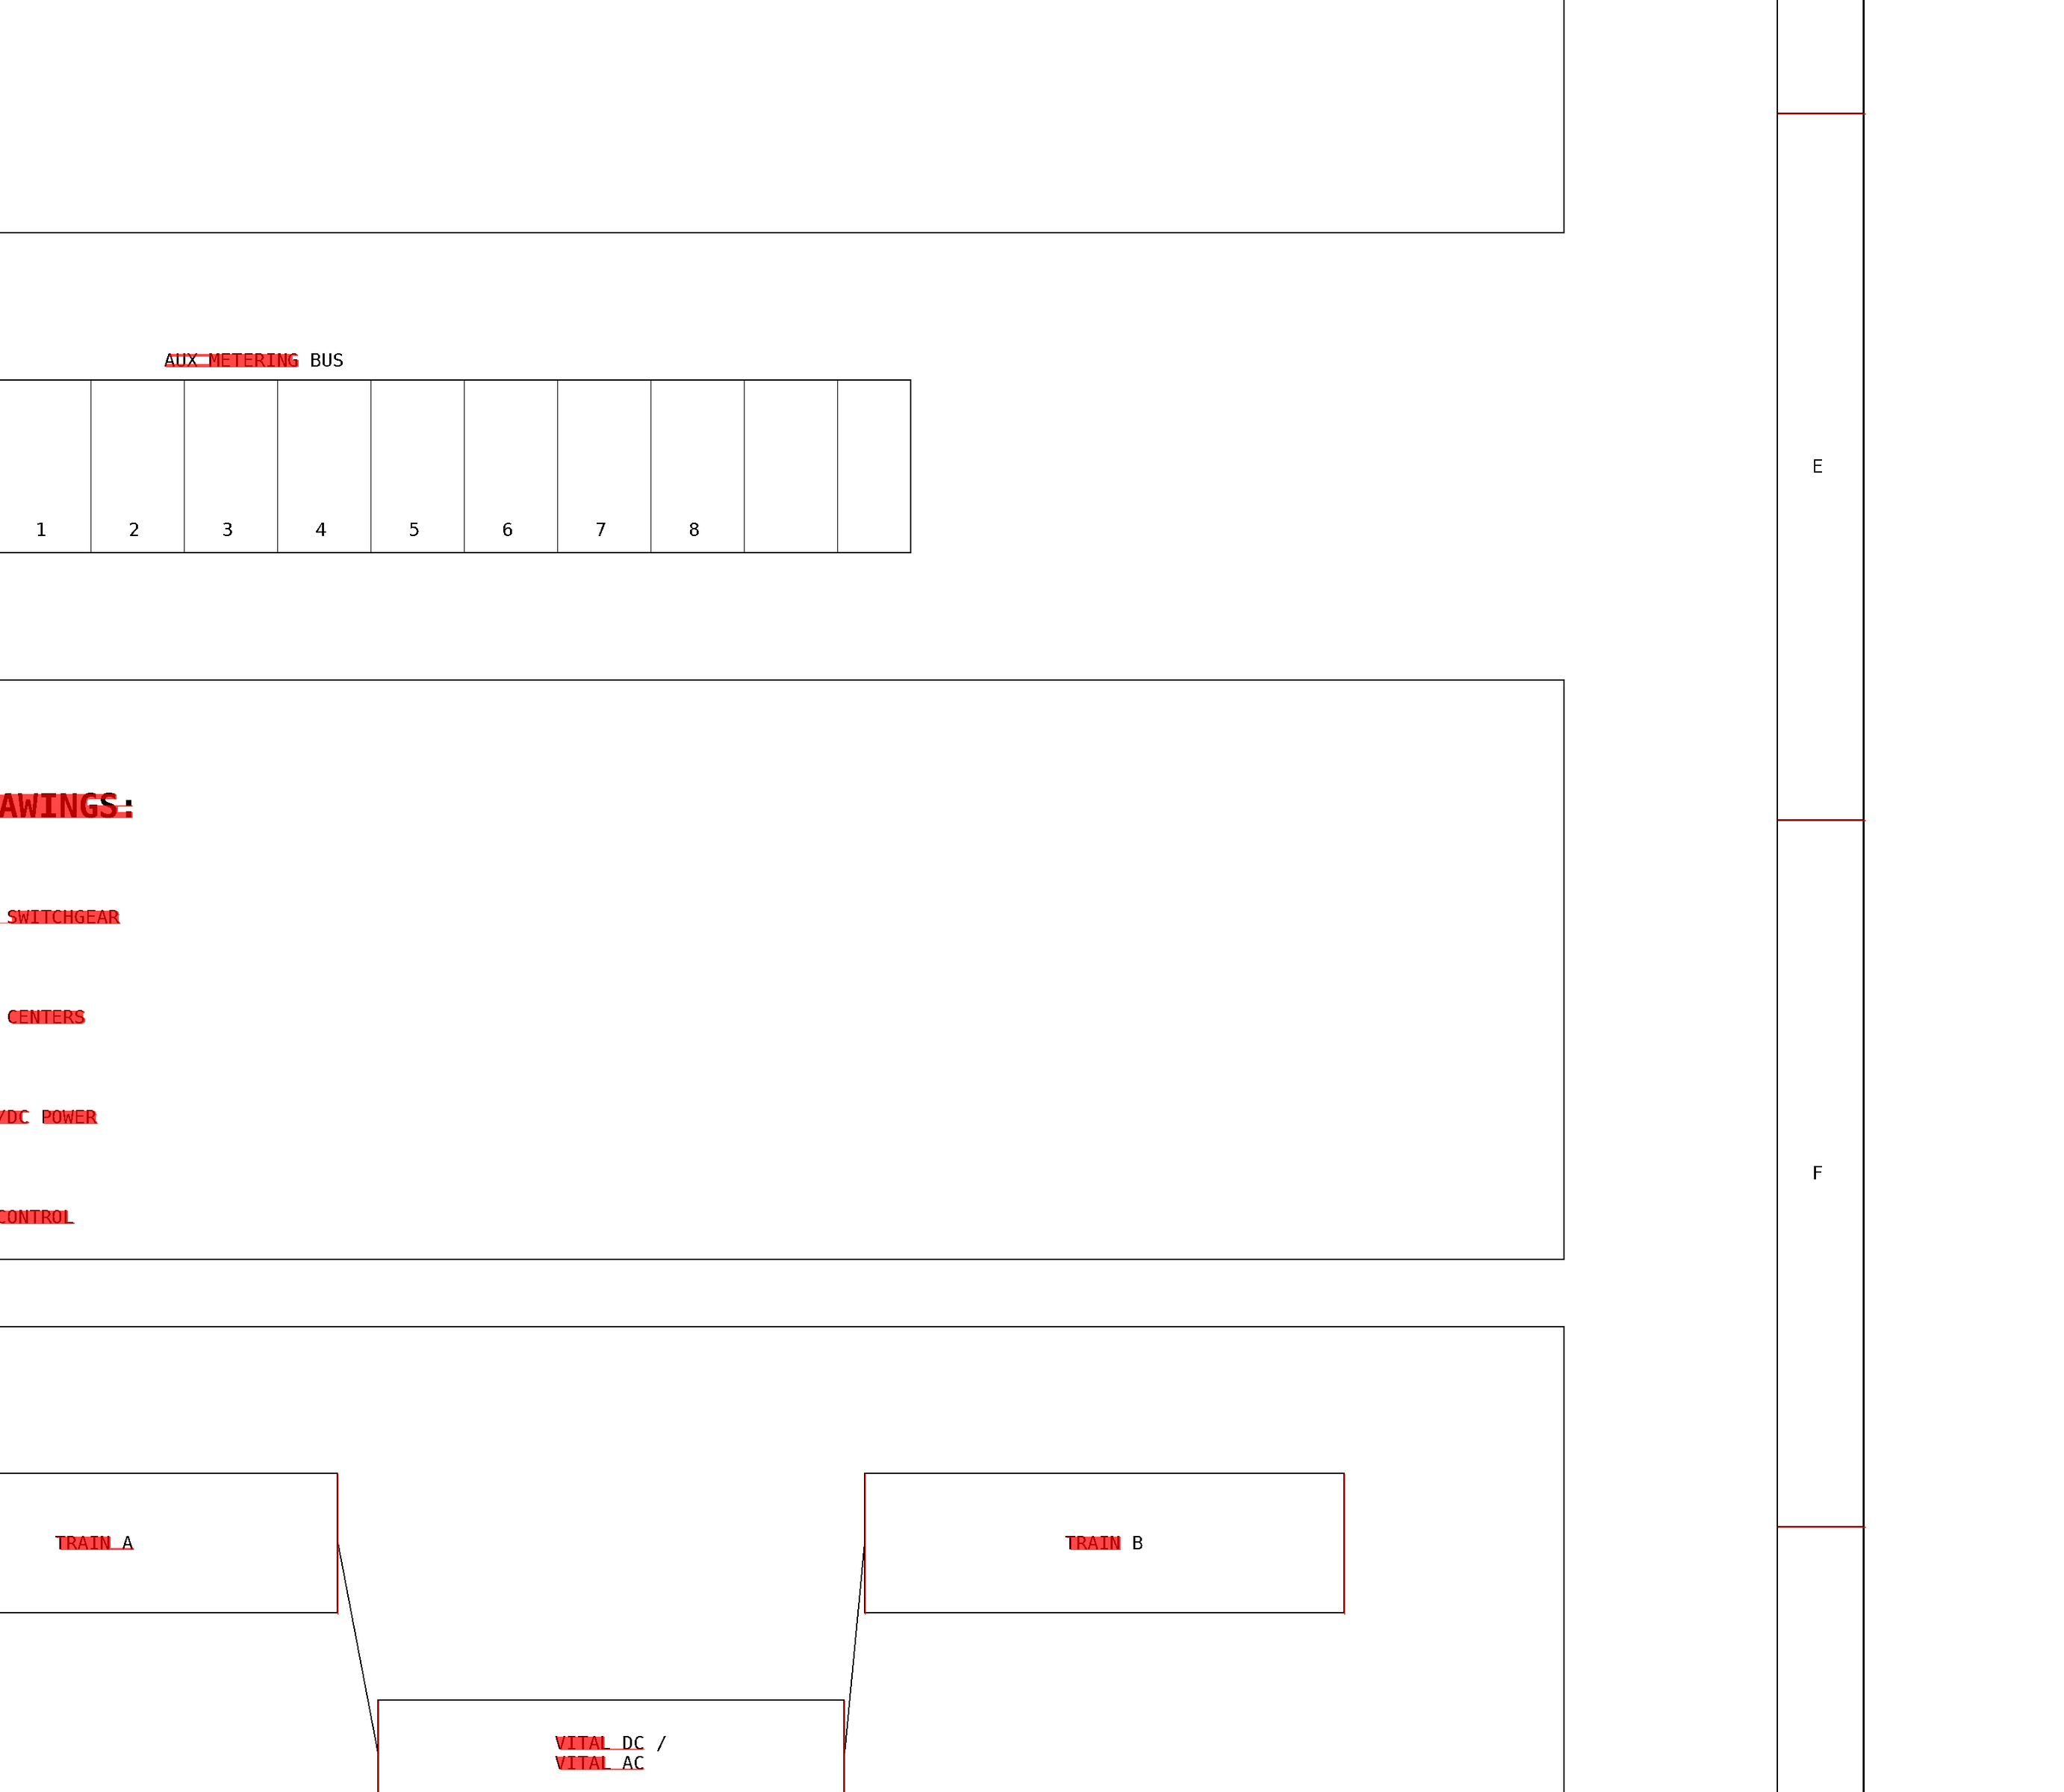 AUX METERING BUS
E
1 2 3 4 5 6 7 8
AWINGS:
SWITCHGEAR
CENTERS
/DC POWER
F
CONTROL
TRAIN A
TRAIN B
VITAL DC /
VITAL AC